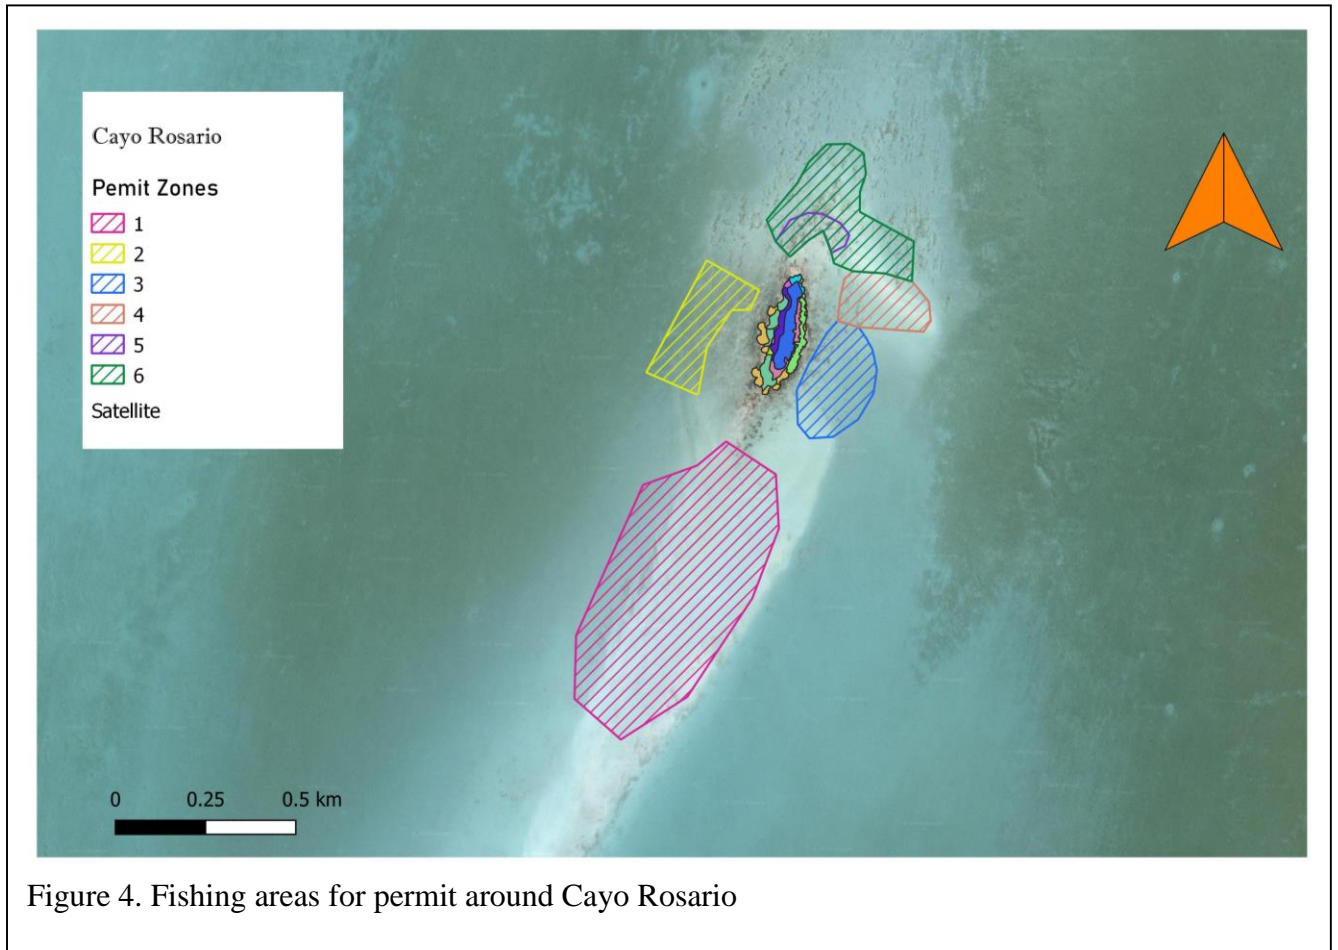 Cayo Rosario
Pemit Zones
1
2
3
4
5
6
Satellite
0 0.25 0.5 km
Figure 4. Fishing areas for permit around Cayo Rosario